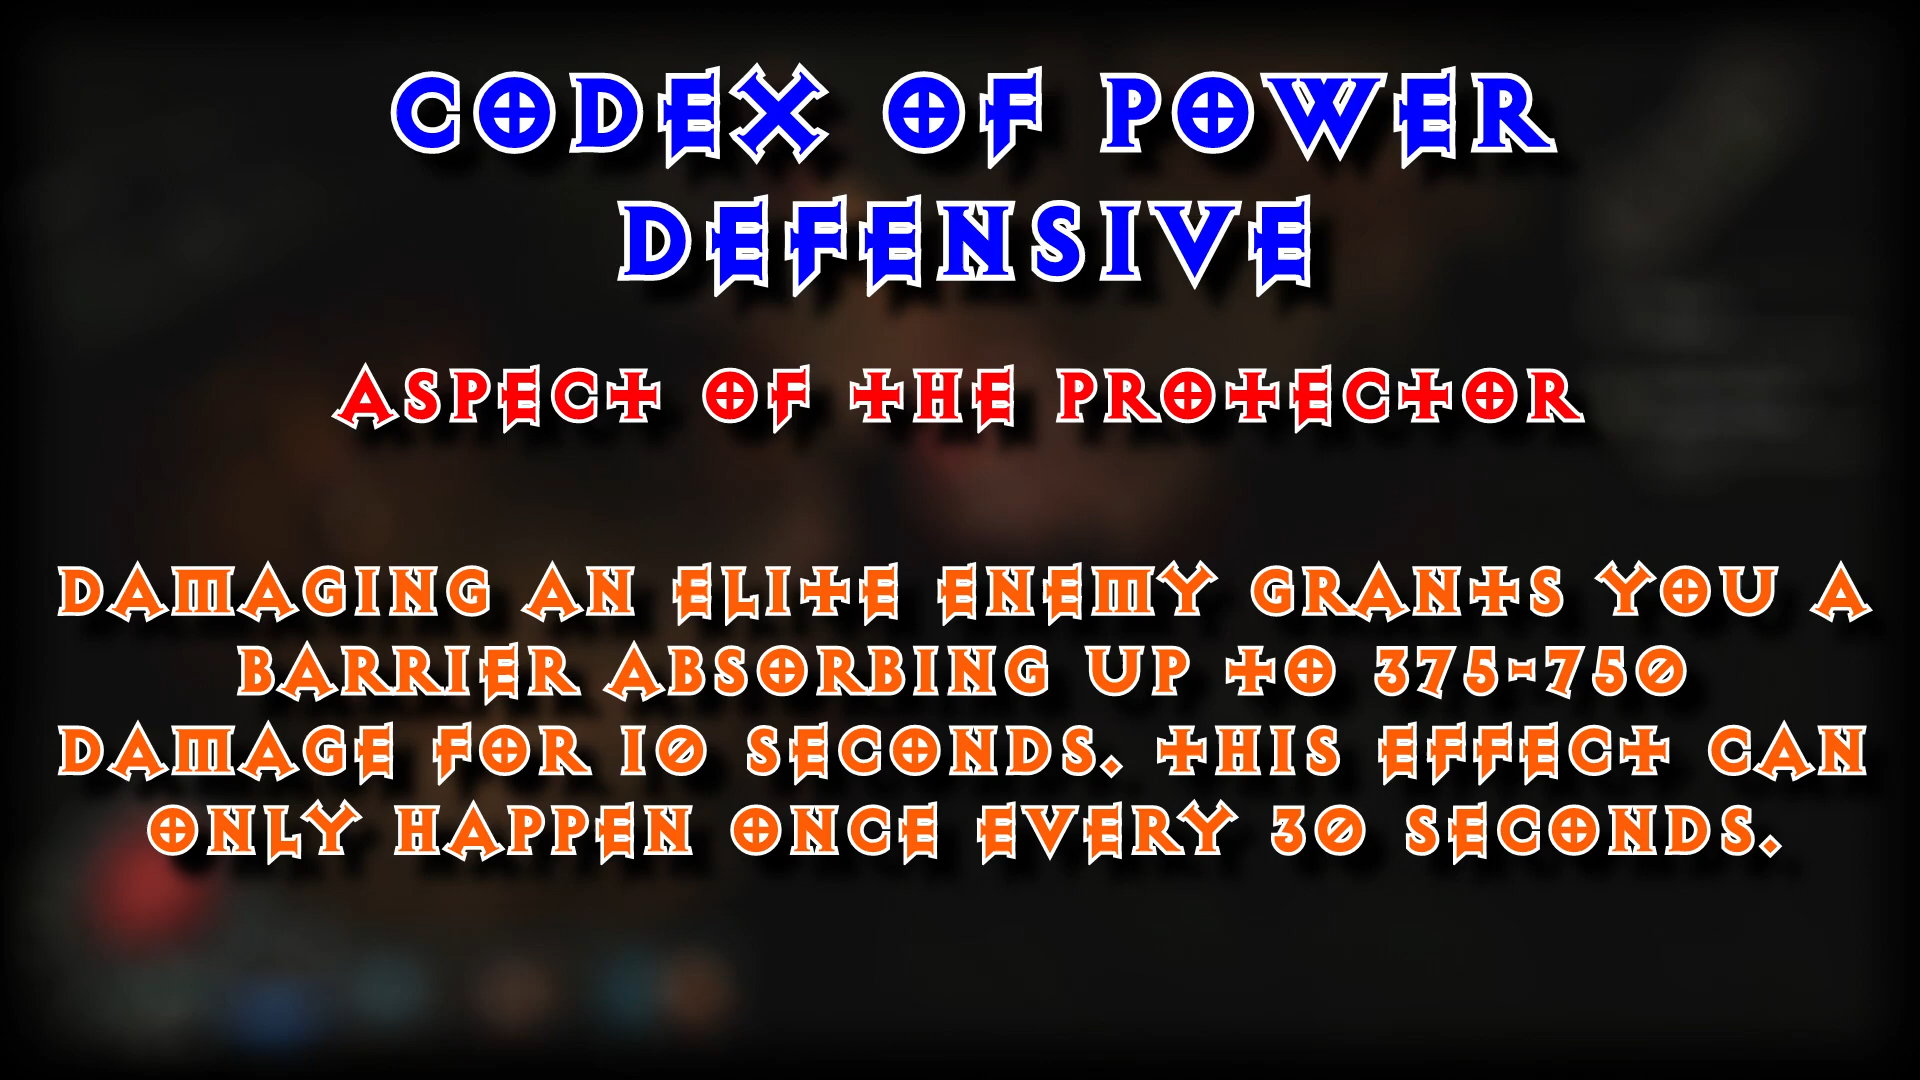 CODEX OF POWER
DEFENSIVE
ASPECT OF THE PROTECTOR
DAMAGING AN ELITE ENEMY GRANTS YOU A
BARRIER ABSORBING UP TO 375-750
DAMAGE FOR 10 SECONDS. THIS EFFECT CAN
ONLY HAPPEN ONCE EVERY 30 SECONDS.